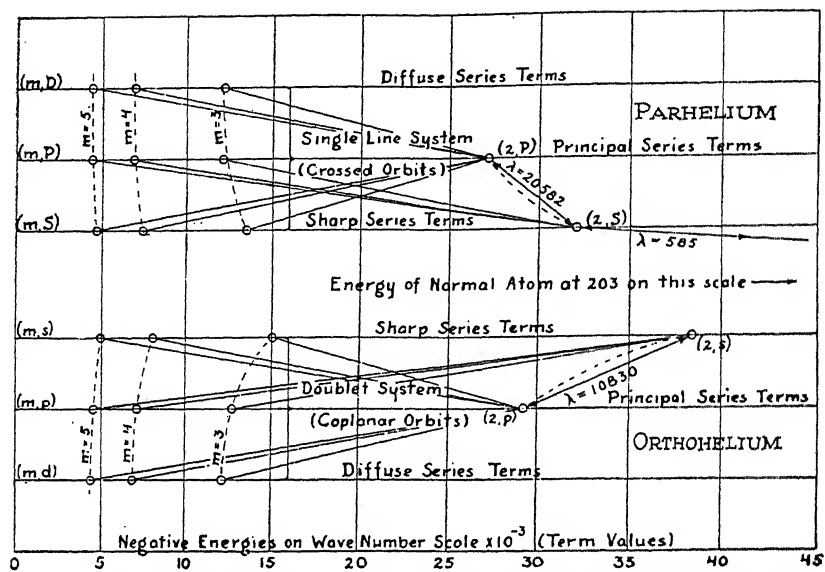 (m,D) Diffuse Series Terms
PARHELIUM
m=5 m=4 m=3
Single Line System
(2,P)
(m,P) Principal Series Terms
(Crossed Orbits)
λ=20582
(m,S) Sharp Series Terms (2,S)
λ=585
Energy of Normal Atom at 203 on this scale
(m,s) Sharp Series Terms
(2,s)
λ=10830
Doublet System
(m,p) Principal Series Terms
(Coplanar Orbits) (2,p)
m=5 m=4 m=3
ORTHOHELIUM
(m,d) Diffuse Series Terms
Negative Energies on Wave Number Scale x10⁻³ (Term Values)
0 5 10 15 20 25 30 35 40 45